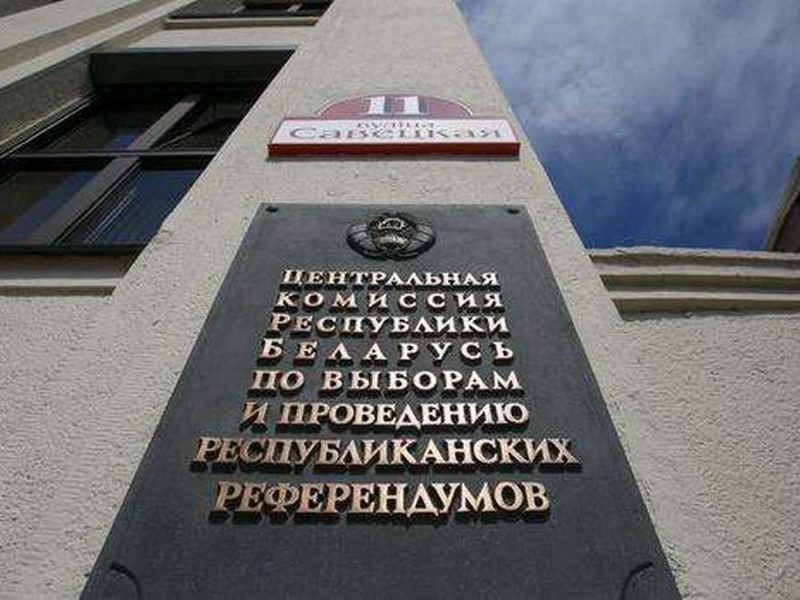 11
вуліца
Савецкая
ЦЕНТРАЛЬНАЯ
КОМИССИЯ
РЕСПУБЛИКИ
БЕЛАРУСЬ
ПО ВЫБОРАМ
И ПРОВЕДЕНИЮ
РЕСПУБЛИКАНСКИХ
РЕФЕРЕНДУМОВ